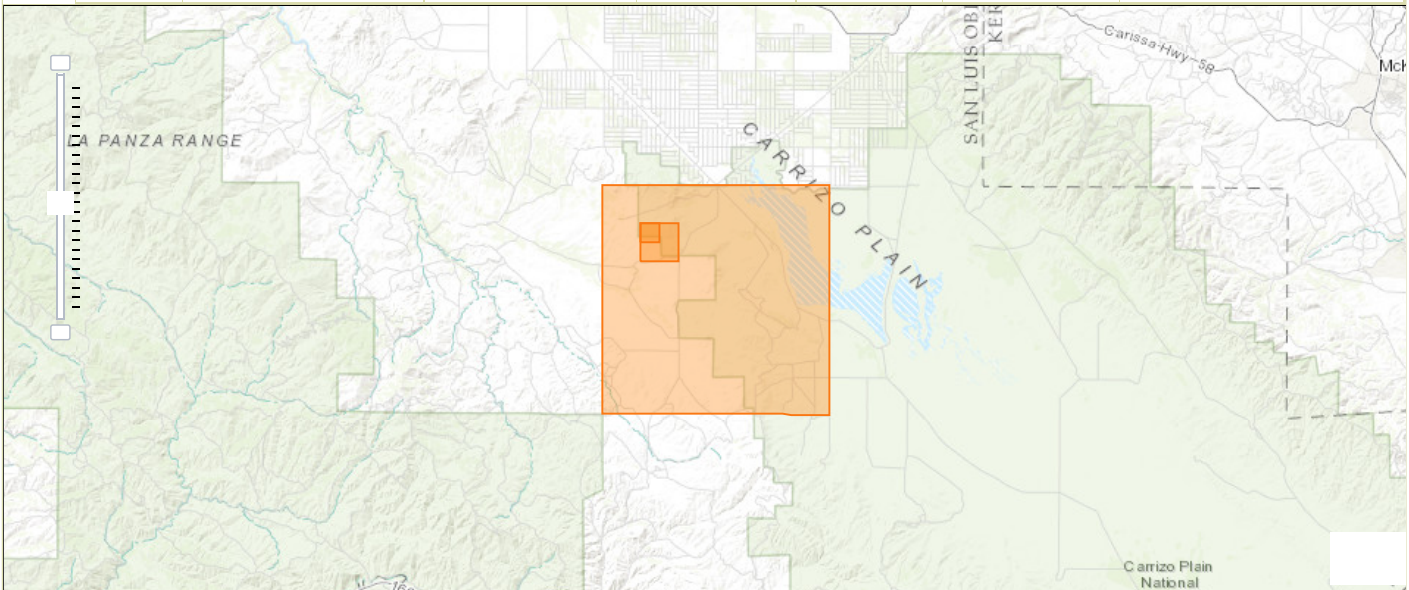 SAN LUIS OBI
KER
Carissa Hwy 58
McK
LA PANZA RANGE
CARRIZO PLAIN
Carrizo Plain
National